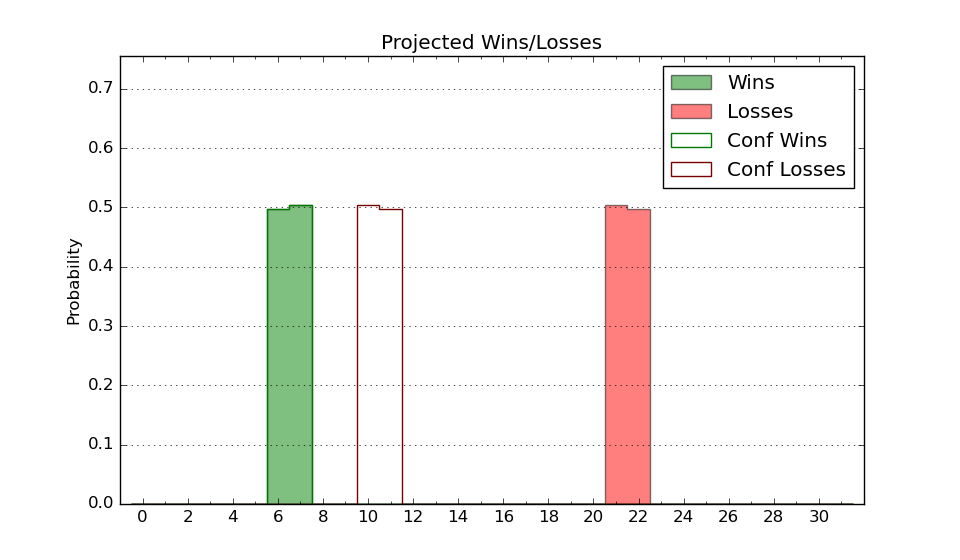 Projected Wins/Losses
Wins
Losses
Conf Wins
Conf Losses
Probability
0.7
0.6
0.5
0.4
0.3
0.2
0.1
0.0
0 2 4 6 8 10 12 14 16 18 20 22 24 26 28 30